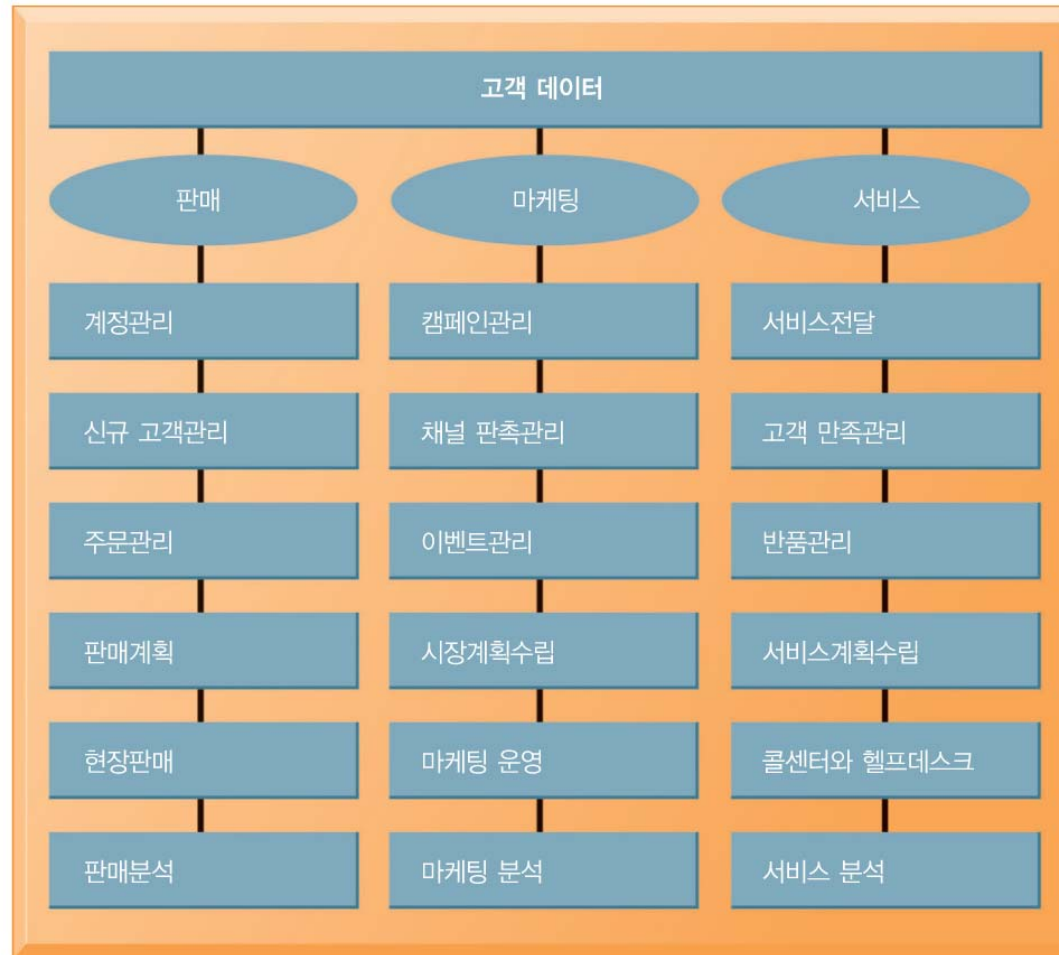 고객 데이터
판매
마케팅
서비스
계정관리
캠페인관리
서비스전달
신규 고객관리
채널 판촉관리
고객 만족관리
주문관리
이벤트관리
반품관리
판매계획
시장계획수립
서비스계획수립
현장판매
마케팅 운영
콜센터와 헬프데스크
판매분석
마케팅 분석
서비스 분석